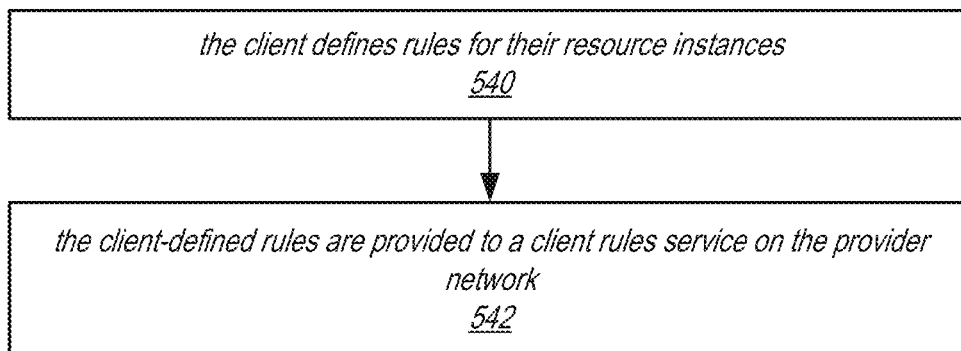 the client defines rules for their resource instances
540
the client-defined rules are provided to a client rules service on the provider
network
542